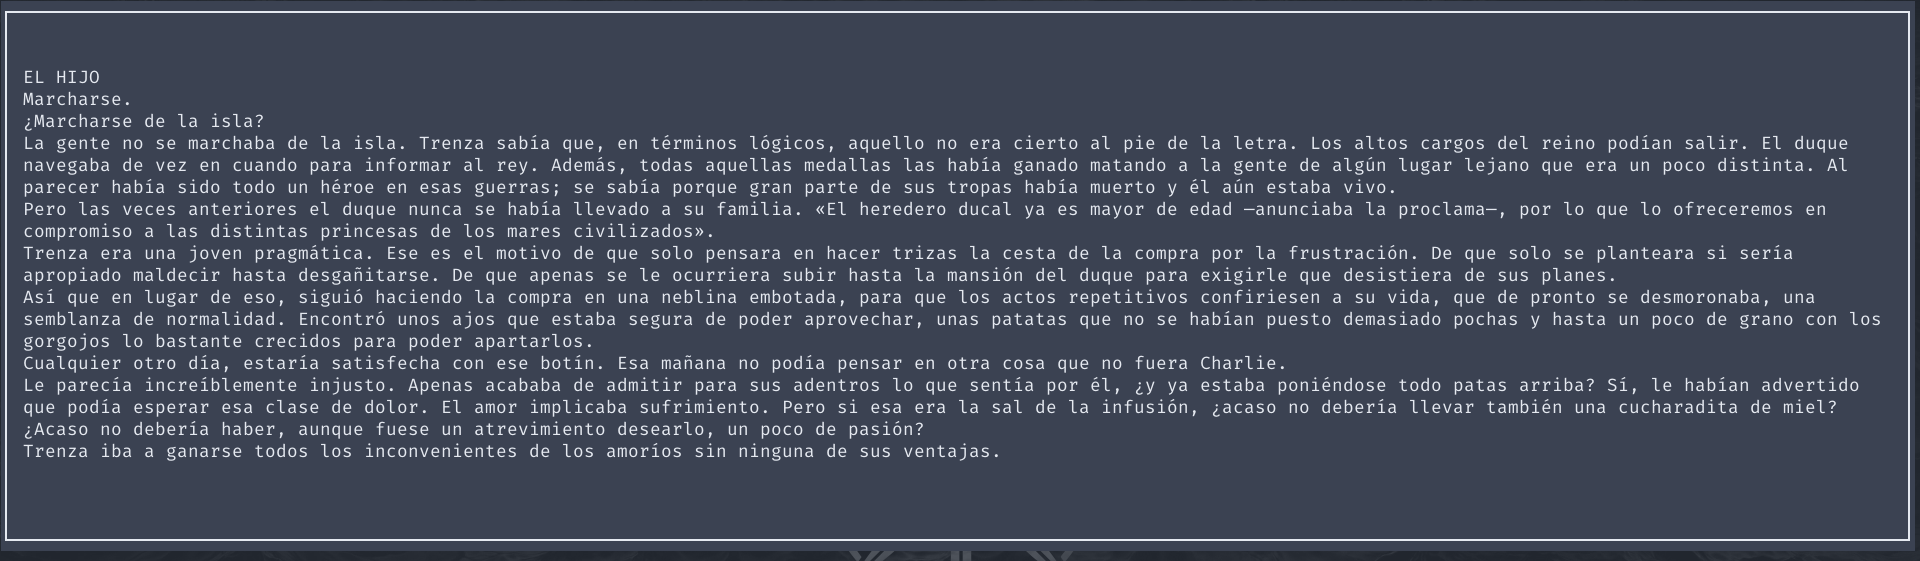 EL HIJO
Marcharse.
¿Marcharse de la isla?
La gente no se marchaba de la isla. Trenza sabía que, en términos lógicos, aquello no era cierto al pie de la letra. Los altos cargos del reino podían salir. El duque
navegaba de vez en cuando para informar al rey. Además, todas aquellas medallas las había ganado matando a la gente de algún lugar lejano que era un poco distinta. Al
parecer había sido todo un héroe en esas guerras; se sabía porque gran parte de sus tropas había muerto y él aún estaba vivo.
Pero las veces anteriores el duque nunca se había llevado a su familia. «El heredero ducal ya es mayor de edad —anunciaba la proclama—, por lo que lo ofreceremos en
compromiso a las distintas princesas de los mares civilizados».
Trenza era una joven pragmática. Ese es el motivo de que solo pensara en hacer trizas la cesta de la compra por la frustración. De que solo se planteara si sería
apropiado maldecir hasta desgañitarse. De que apenas se le ocurriera subir hasta la mansión del duque para exigirle que desistiera de sus planes.
Así que en lugar de eso, siguió haciendo la compra en una neblina embotada, para que los actos repetitivos confiriesen a su vida, que de pronto se desmoronaba, una
semblanza de normalidad. Encontró unos ajos que estaba segura de poder aprovechar, unas patatas que no se habían puesto demasiado pochas y hasta un poco de grano con los
gorgojos lo bastante crecidos para poder apartarlos.
Cualquier otro día, estaría satisfecha con ese botín. Esa mañana no podía pensar en otra cosa que no fuera Charlie.
Le parecía increíblemente injusto. Apenas acababa de admitir para sus adentros lo que sentía por él, ¿y ya estaba poniéndose todo patas arriba? Sí, le habían advertido
que podía esperar esa clase de dolor. El amor implicaba sufrimiento. Pero si esa era la sal de la infusión, ¿acaso no debería llevar también una cucharadita de miel?
¿Acaso no debería haber, aunque fuese un atrevimiento desearlo, un poco de pasión?
Trenza iba a ganarse todos los inconvenientes de los amoríos sin ninguna de sus ventajas.